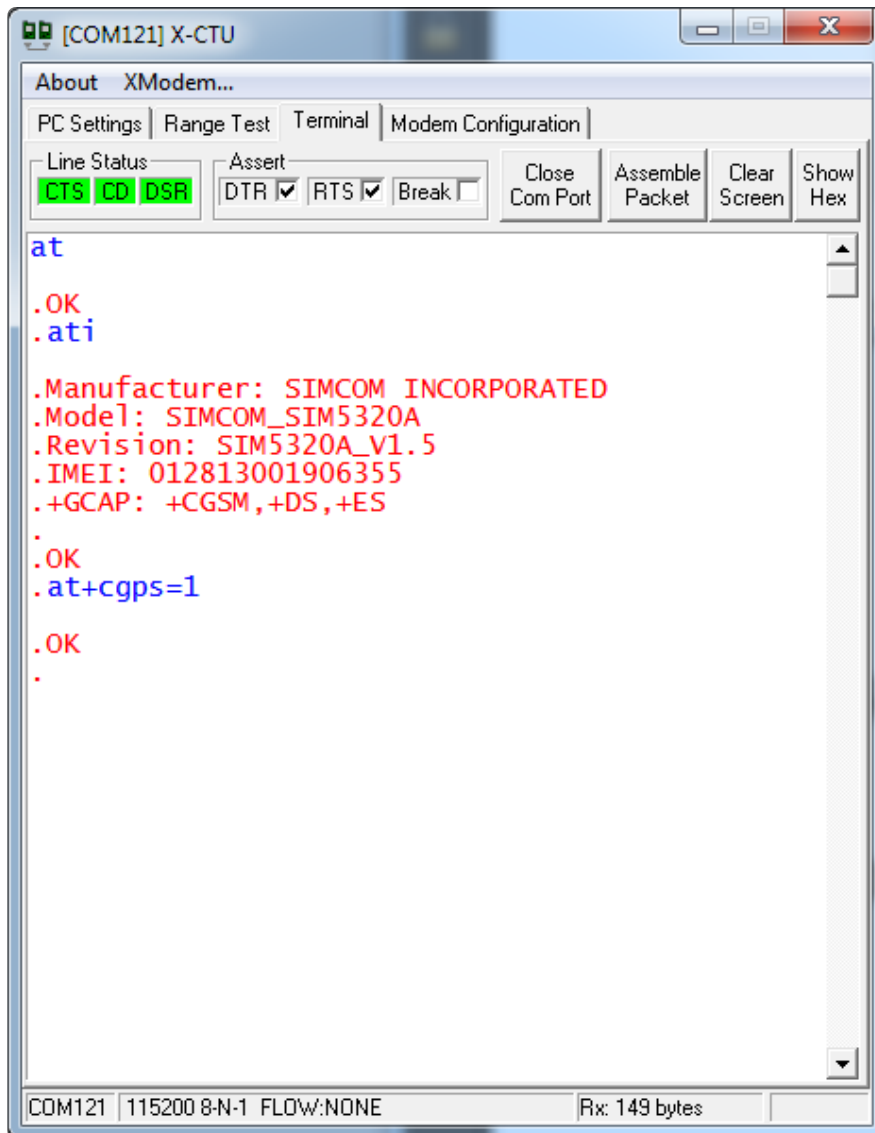 [COM121] X-CTU
About XModem...
PC Settings Range Test Terminal Modem Configuration
Line Status
CTS CD DSR
Assert
DTR RTS Break
Close Com Port
Assemble Packet
Clear Screen
Show Hex
at
.OK
.ati
.Manufacturer: SIMCOM INCORPORATED
.Model: SIMCOM_SIM5320A
.Revision: SIM5320A_V1.5
.IMEI: 012813001906355
.+GCAP: +CGSM,+DS,+ES
.
.OK
.at+cgps=1
.OK
.
COM121 115200 8-N-1 FLOW:NONE Rx: 149 bytes